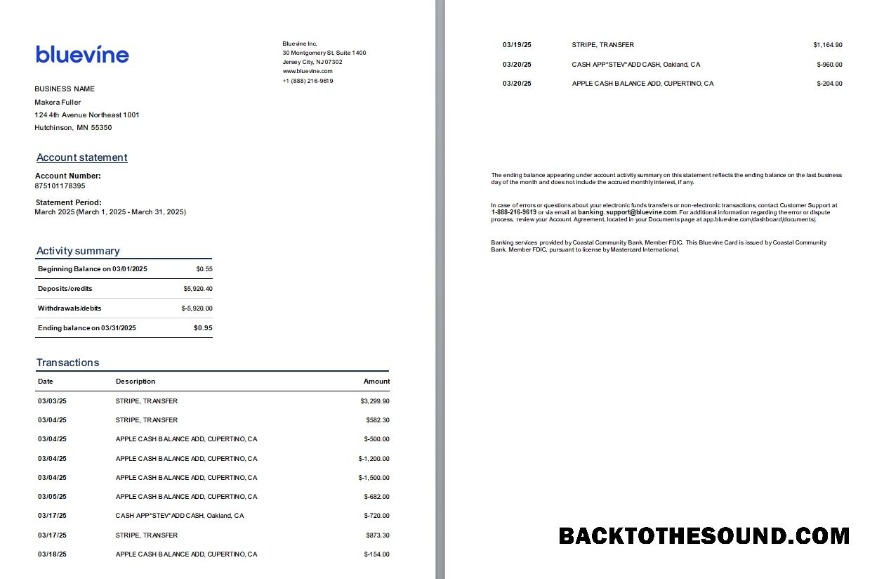 bluevine
Bluevine Inc.
30 Montgomery St. Suite 1400
Jersey City, NJ 07302
www.bluevine.com
+1 (888) 216-9619
BUSINESS NAME
Makera Fuller
124 4th Avenue Northeast 1001
Hutchinson, MN 55350
Account statement
Account Number:
875101178395
Statement Period:
March 2025 (March 1, 2025 - March 31, 2025)
Activity summary
Beginning Balance on 03/01/2025 $0.55
Deposits/credits $5,920.40
Withdrawals/debits $-5,920.00
Ending balance on 03/31/2025 $0.95
Transactions
Date Description Amount
03/03/25 STRIPE, TRANSFER $3,299.90
03/04/25 STRIPE, TRANSFER $582.30
03/04/25 APPLE CASH BALANCE ADD, CUPERTINO, CA $-500.00
03/04/25 APPLE CASH BALANCE ADD, CUPERTINO, CA $-1,200.00
03/04/25 APPLE CASH BALANCE ADD, CUPERTINO, CA $-1,500.00
03/05/25 APPLE CASH BALANCE ADD, CUPERTINO, CA $-682.00
03/17/25 CASH APP*STEV*ADD CASH, Oakland, CA $-720.00
03/17/25 STRIPE, TRANSFER $873.30
03/18/25 APPLE CASH BALANCE ADD, CUPERTINO, CA $-154.00
03/19/25 STRIPE, TRANSFER $1,164.90
03/20/25 CASH APP*STEV*ADD CASH, Oakland, CA $-960.00
03/20/25 APPLE CASH BALANCE ADD, CUPERTINO, CA $-204.00
The ending balance appearing under account activity summary on this statement reflects the ending balance on the last business
day of the month and does not include the accrued monthly interest, if any.
In case of errors or questions about your electronic funds transfers or non-electronic transactions, contact Customer Support at
1-888-216-9619 or via email at banking_support@bluevine.com. For additional information regarding the error or dispute
process, review your Account Agreement, located in your Documents page at app.bluevine.com/dashboard/documents/.
Banking services provided by Coastal Community Bank, Member FDIC. This Bluevine Card is issued by Coastal Community
Bank, Member FDIC, pursuant to license by Mastercard International.
BACKTOTHESOUND.COM